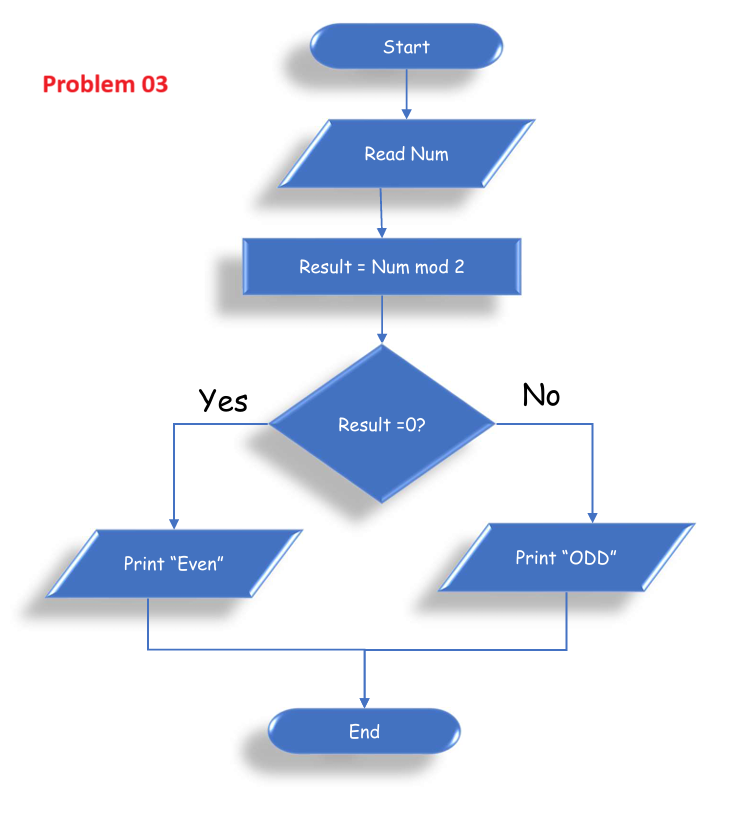 Start
Problem 03
Read Num
Result = Num mod 2
Yes
No
Result =0?
Print “Even”
Print “ODD”
End